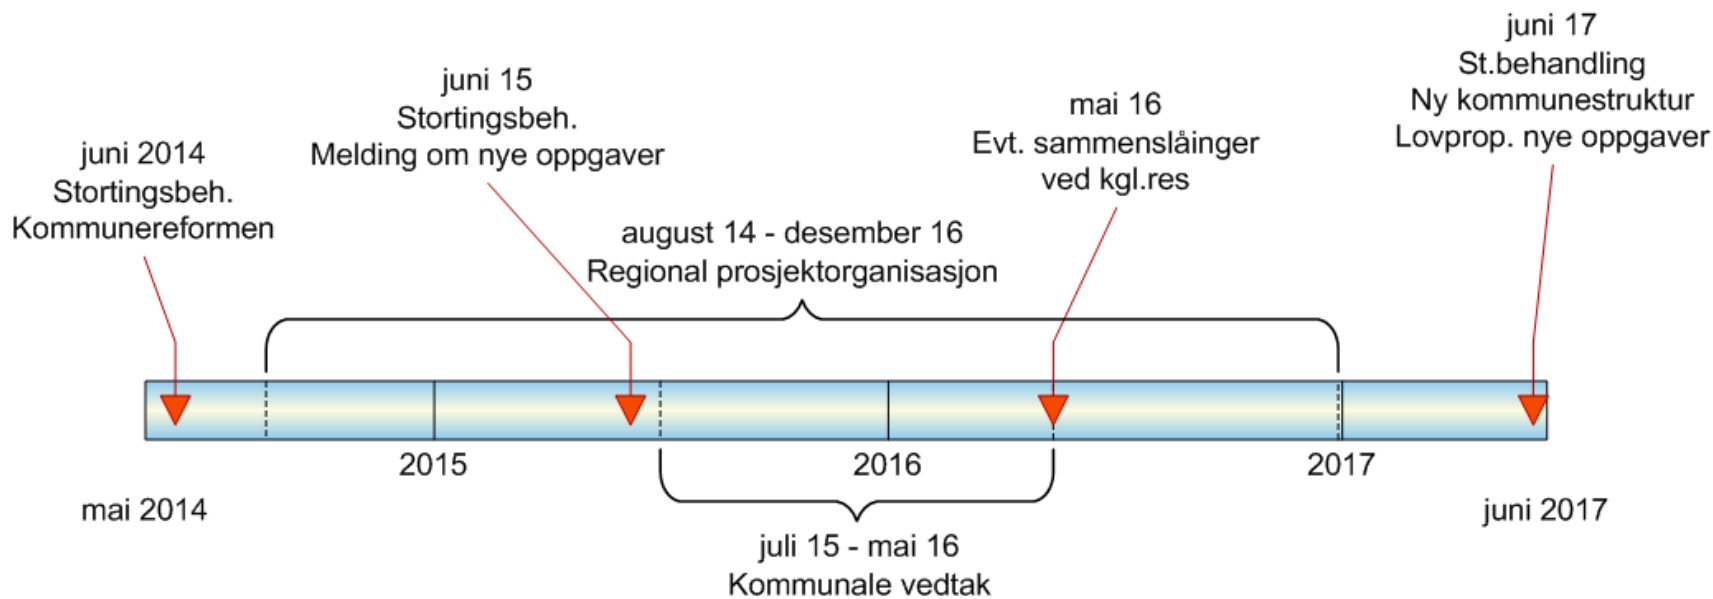 juni 2014
Stortingsbeh.
Kommunereformen
juni 15
Stortingsbeh.
Melding om nye oppgaver
august 14 - desember 16
Regional prosjektorganisasjon
mai 16
Evt. sammenslåinger
ved kgl.res
juni 17
St.behandling
Ny kommunestruktur
Lovprop. nye oppgaver
2015
2016
2017
mai 2014
juni 2017
juli 15 - mai 16
Kommunale vedtak